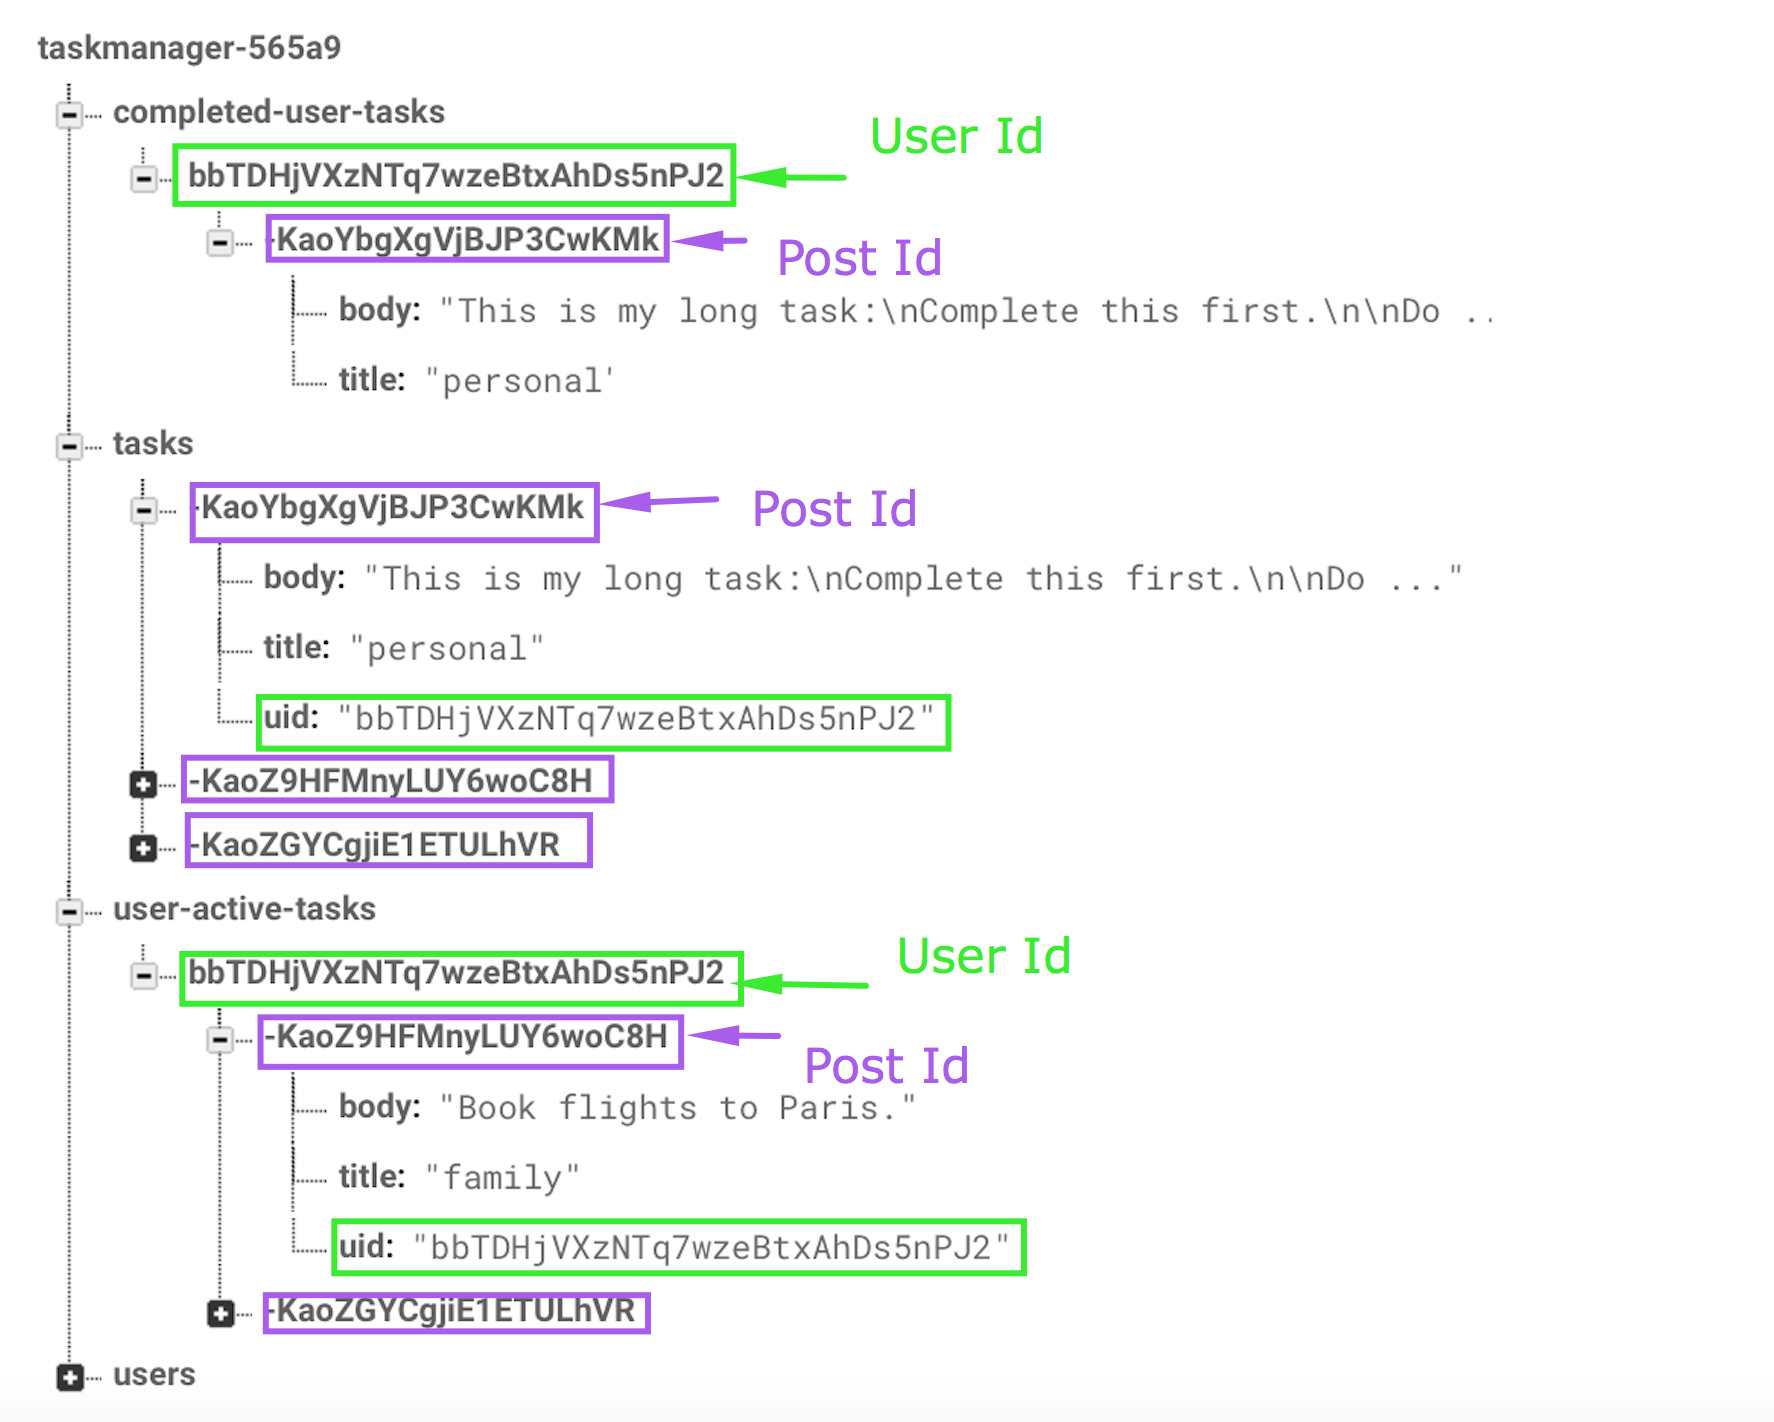 taskmanager-565a9
completed-user-tasks
User Id
bbTDHjVXzNTq7wzeBtxAhDs5nPJ2
-KaoYbgXgVjBJP3CwKMk
Post Id
body: "This is my long task:\nComplete this first.\n\nDo ..
title: "personal'
tasks
-KaoYbgXgVjBJP3CwKMk
Post Id
body: "This is my long task:\nComplete this first.\n\nDo ..."
title: "personal"
uid: "bbTDHjVXzNTq7wzeBtxAhDs5nPJ2"
-KaoZ9HFMnyLUY6woC8H
-KaoZGYCgjiE1ETULhVR
user-active-tasks
User Id
bbTDHjVXzNTq7wzeBtxAhDs5nPJ2
-KaoZ9HFMnyLUY6woC8H
Post Id
body: "Book flights to Paris."
title: "family"
uid: "bbTDHjVXzNTq7wzeBtxAhDs5nPJ2"
-KaoZGYCgjiE1ETULhVR
users